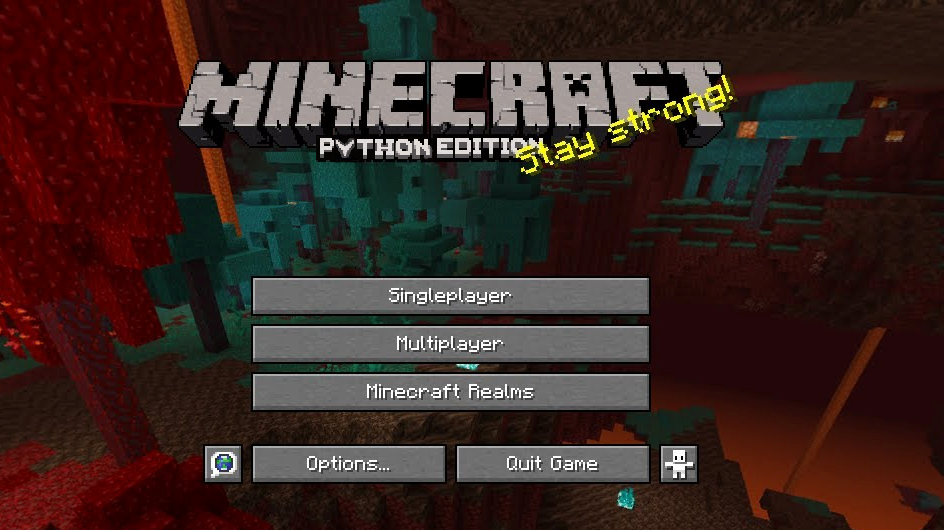 MINECRAFT
PYTHON EDITION
Stay strong!
Singleplayer
Multiplayer
Minecraft Realms
Options...
Quit Game